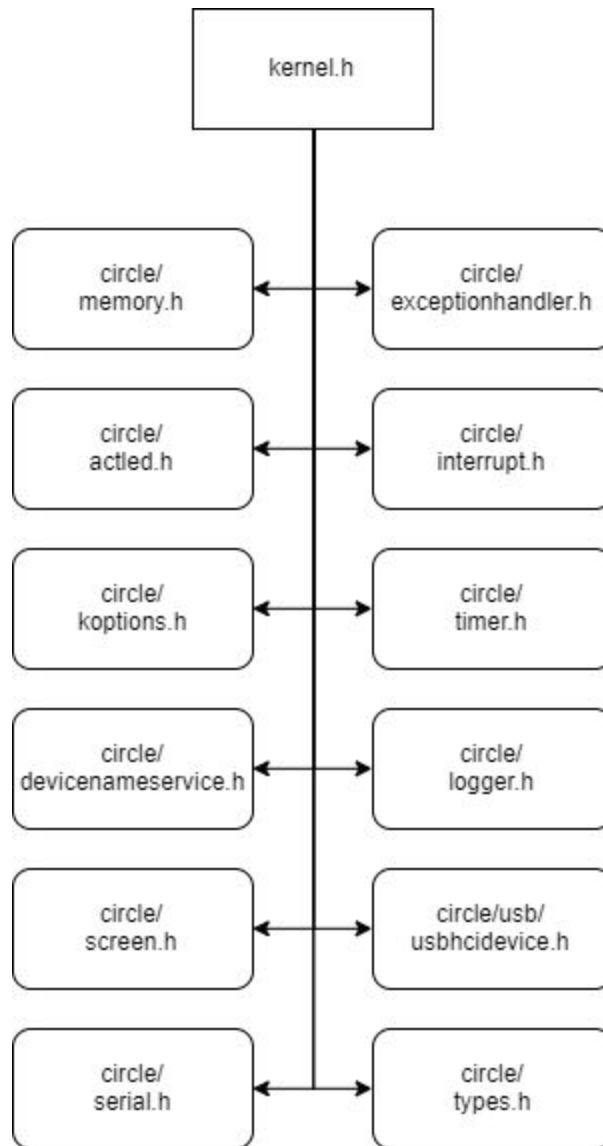 kernel.h
circle/
memory.h
circle/
exceptionhandler.h
circle/
actled.h
circle/
interrupt.h
circle/
koptions.h
circle/
timer.h
circle/
devicenameservice.h
circle/
logger.h
circle/
screen.h
circle/usb/
usbhcidevice.h
circle/
serial.h
circle/
types.h